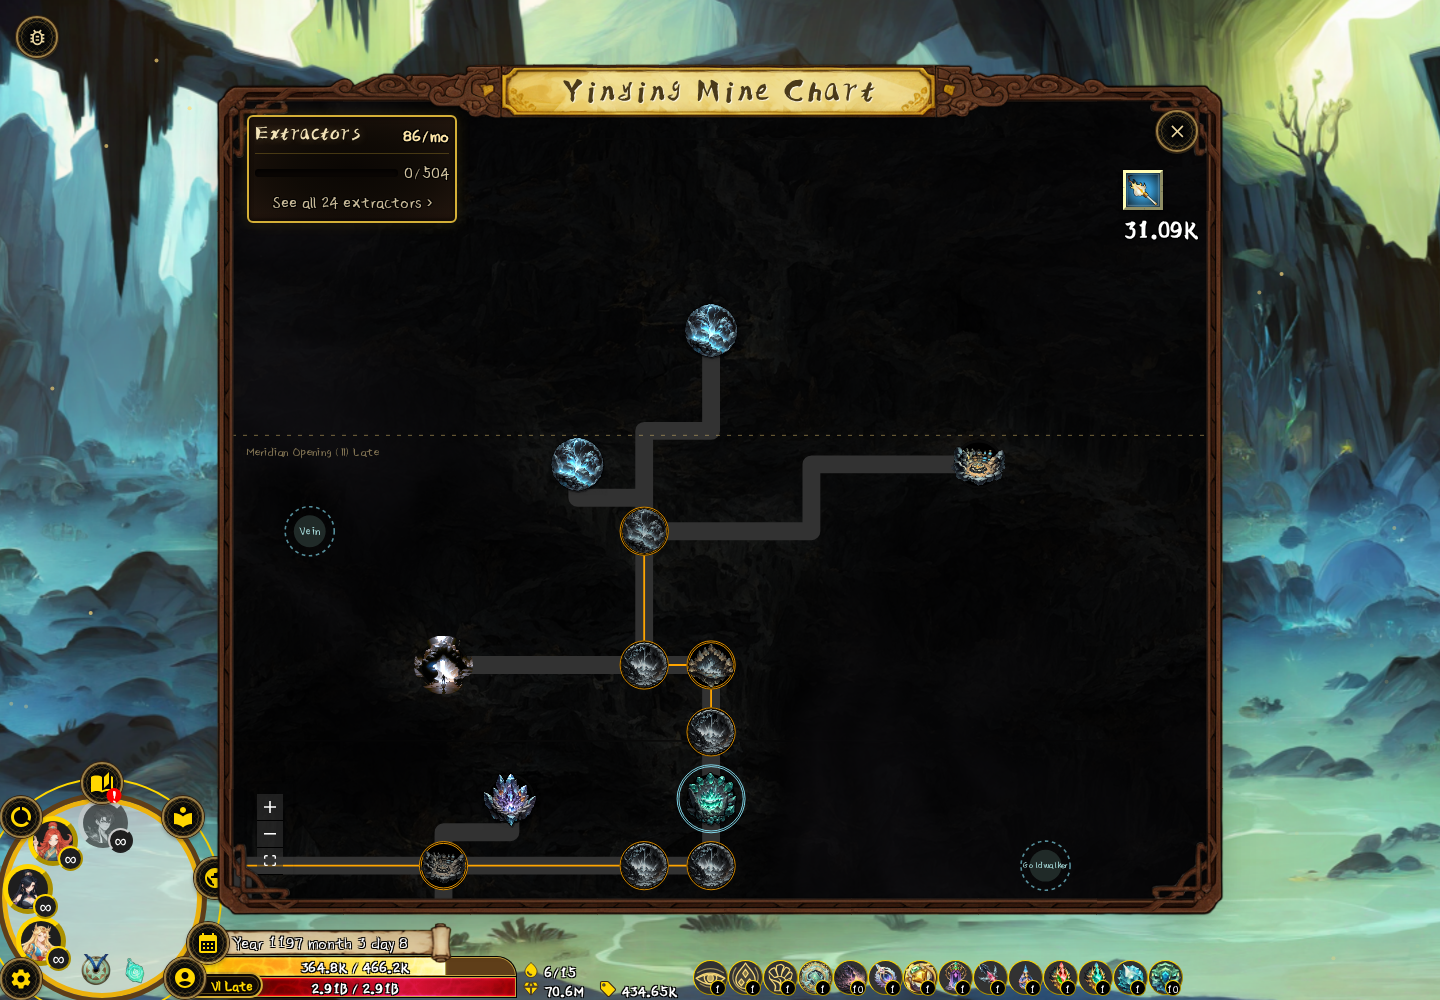 Yinying Mine Chart
Extractors 86/mo
0/504
See all 24 extractors >
31.09K
Meridian Opening (II) Late
Vein
Goldwalker
Year 1197 month 3 day 8
364.8K / 466.2K
2.91B / 2.91B
VI Late
6/15
70.6M
434.65K